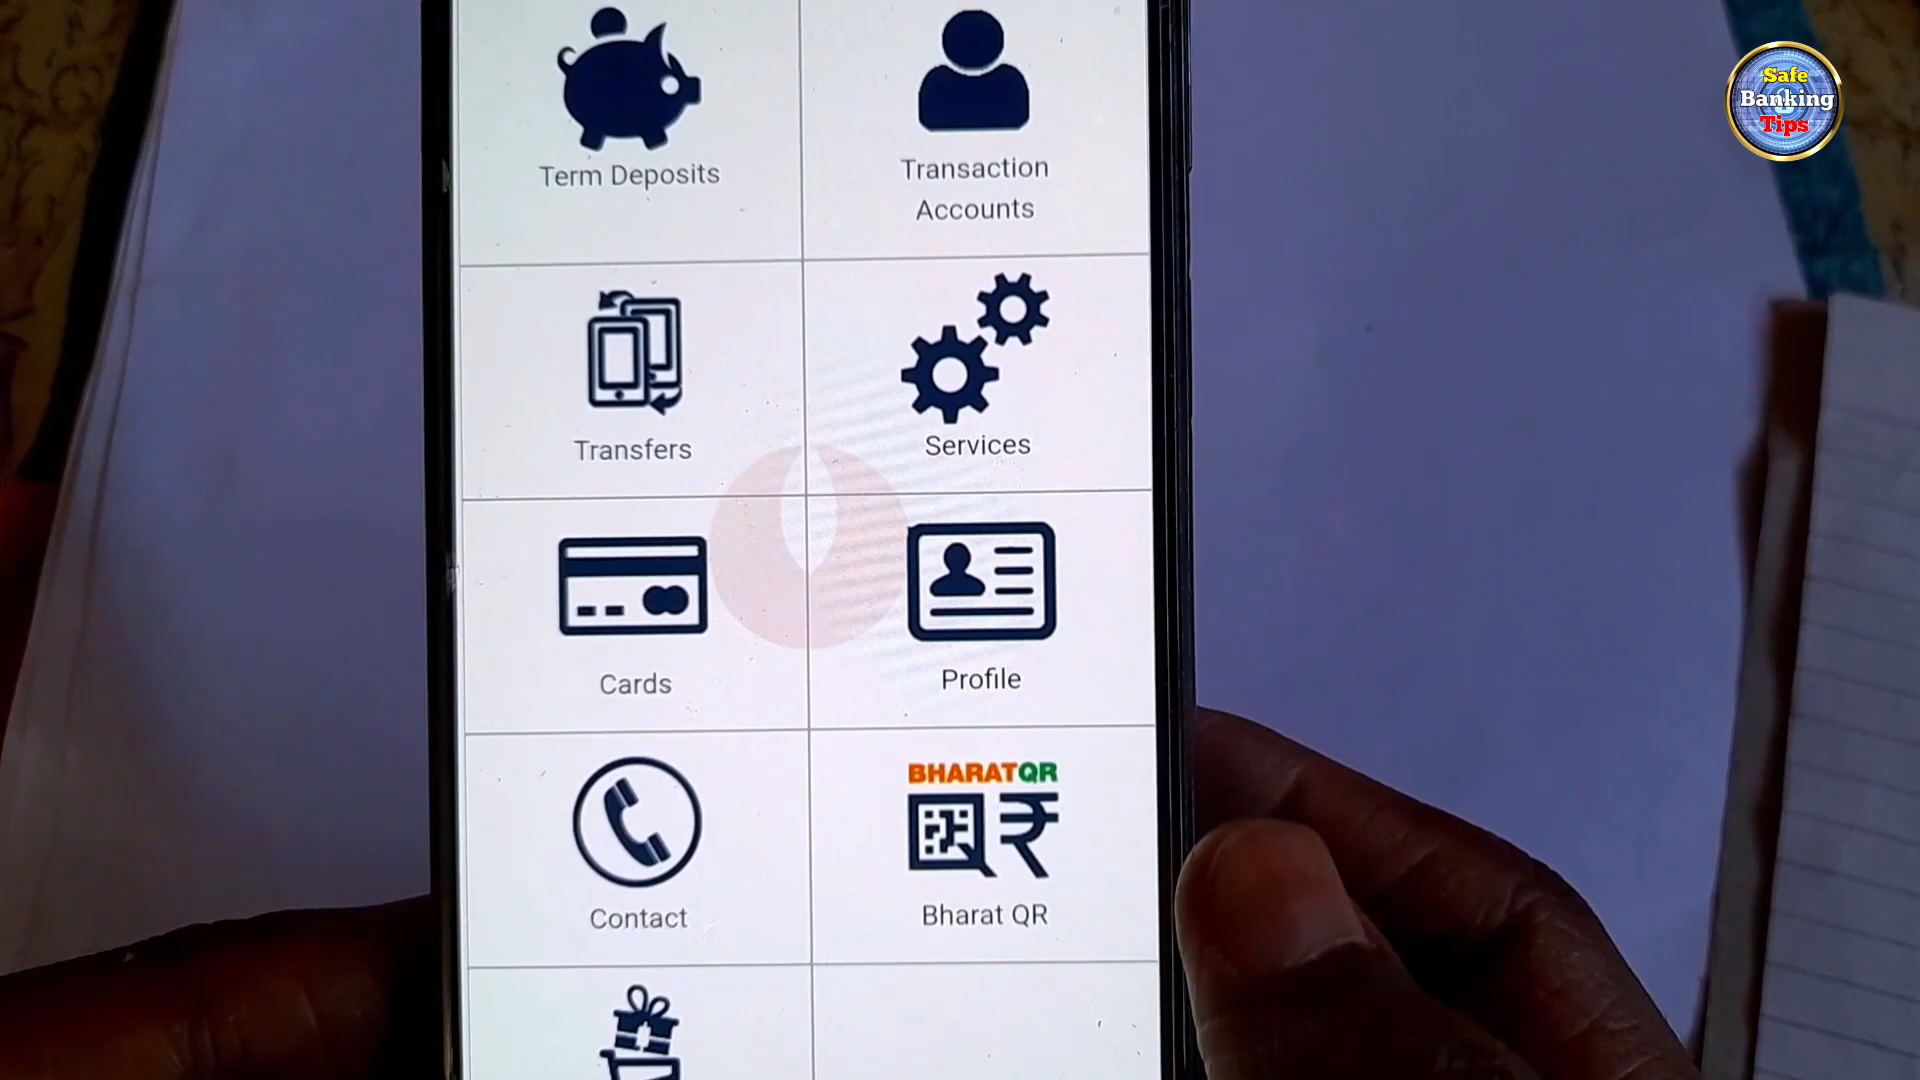 Safe
Banking
Tips
Term Deposits
Transaction
Accounts
Transfers
Services
Cards
Profile
BHARATQR
Contact
Bharat QR